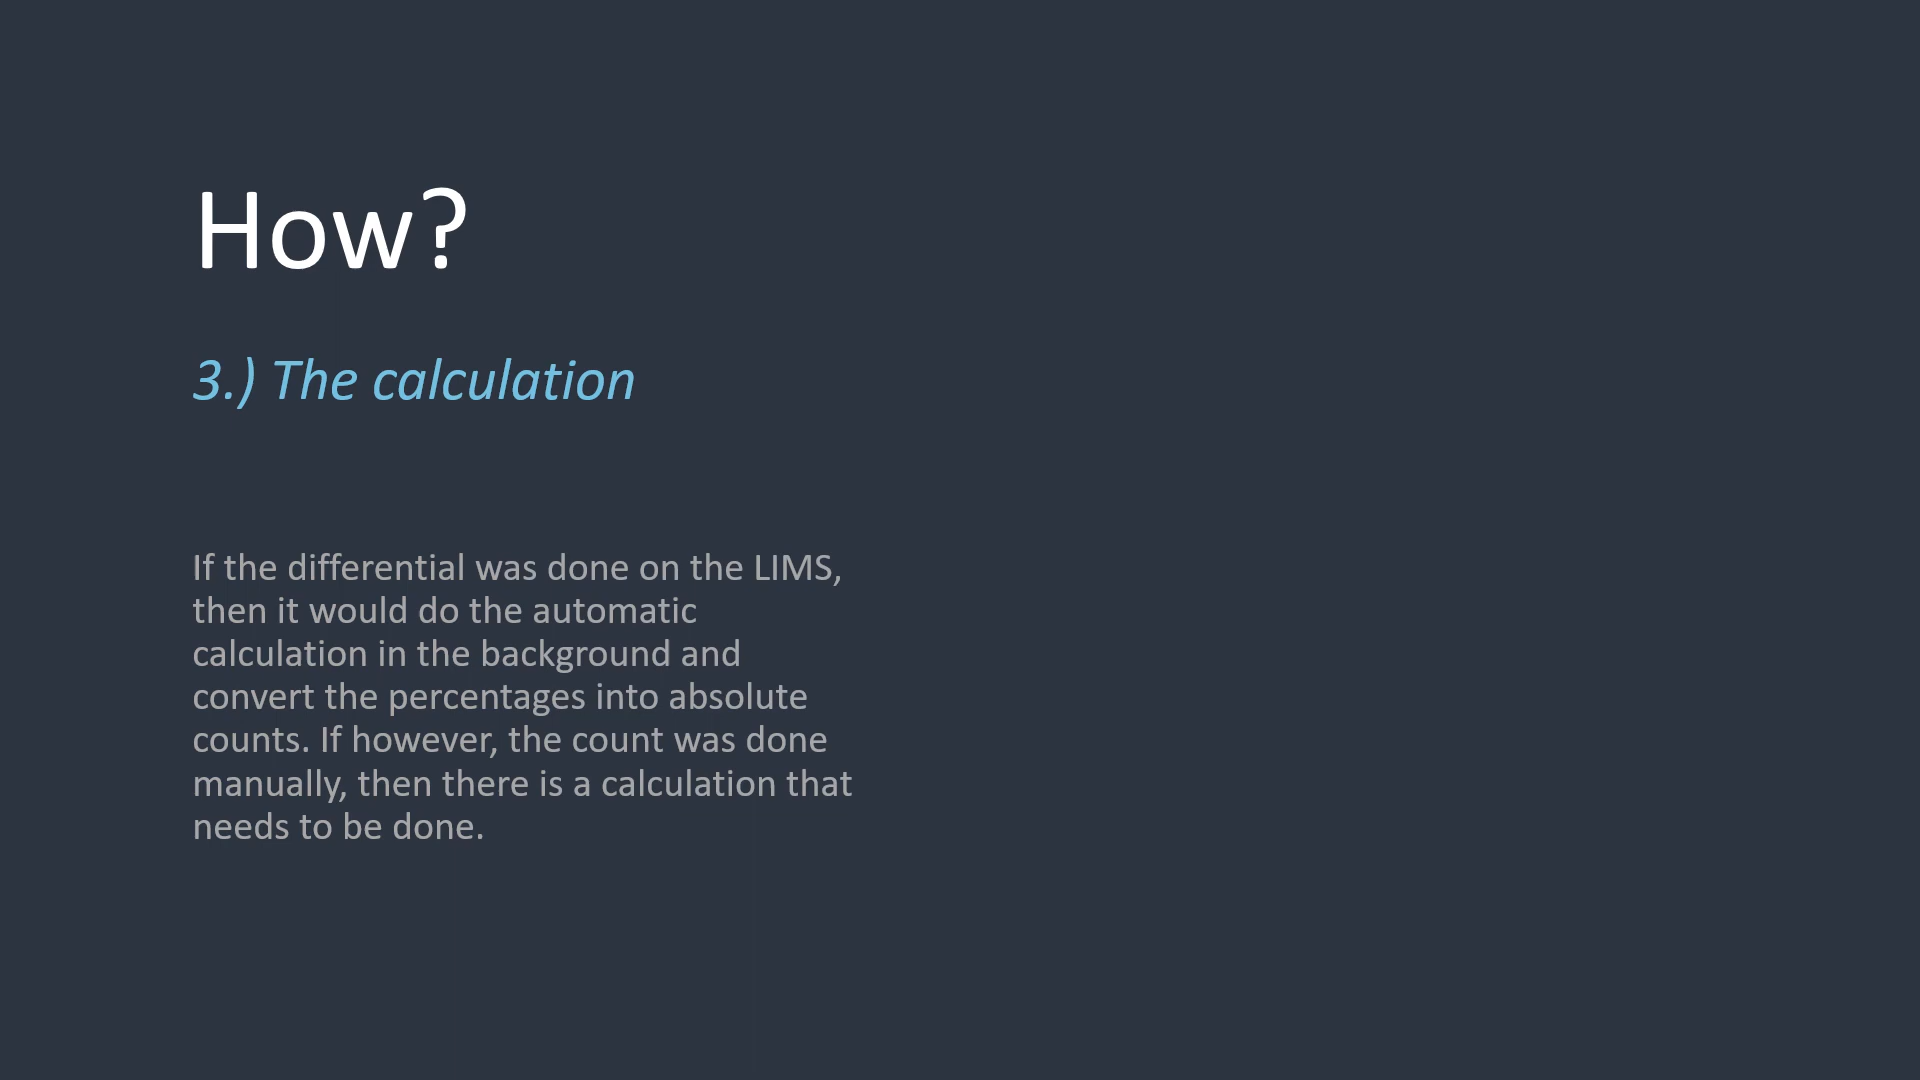 How?
3.) The calculation
If the differential was done on the LIMS,
then it would do the automatic
calculation in the background and
convert the percentages into absolute
counts. If however, the count was done
manually, then there is a calculation that
needs to be done.